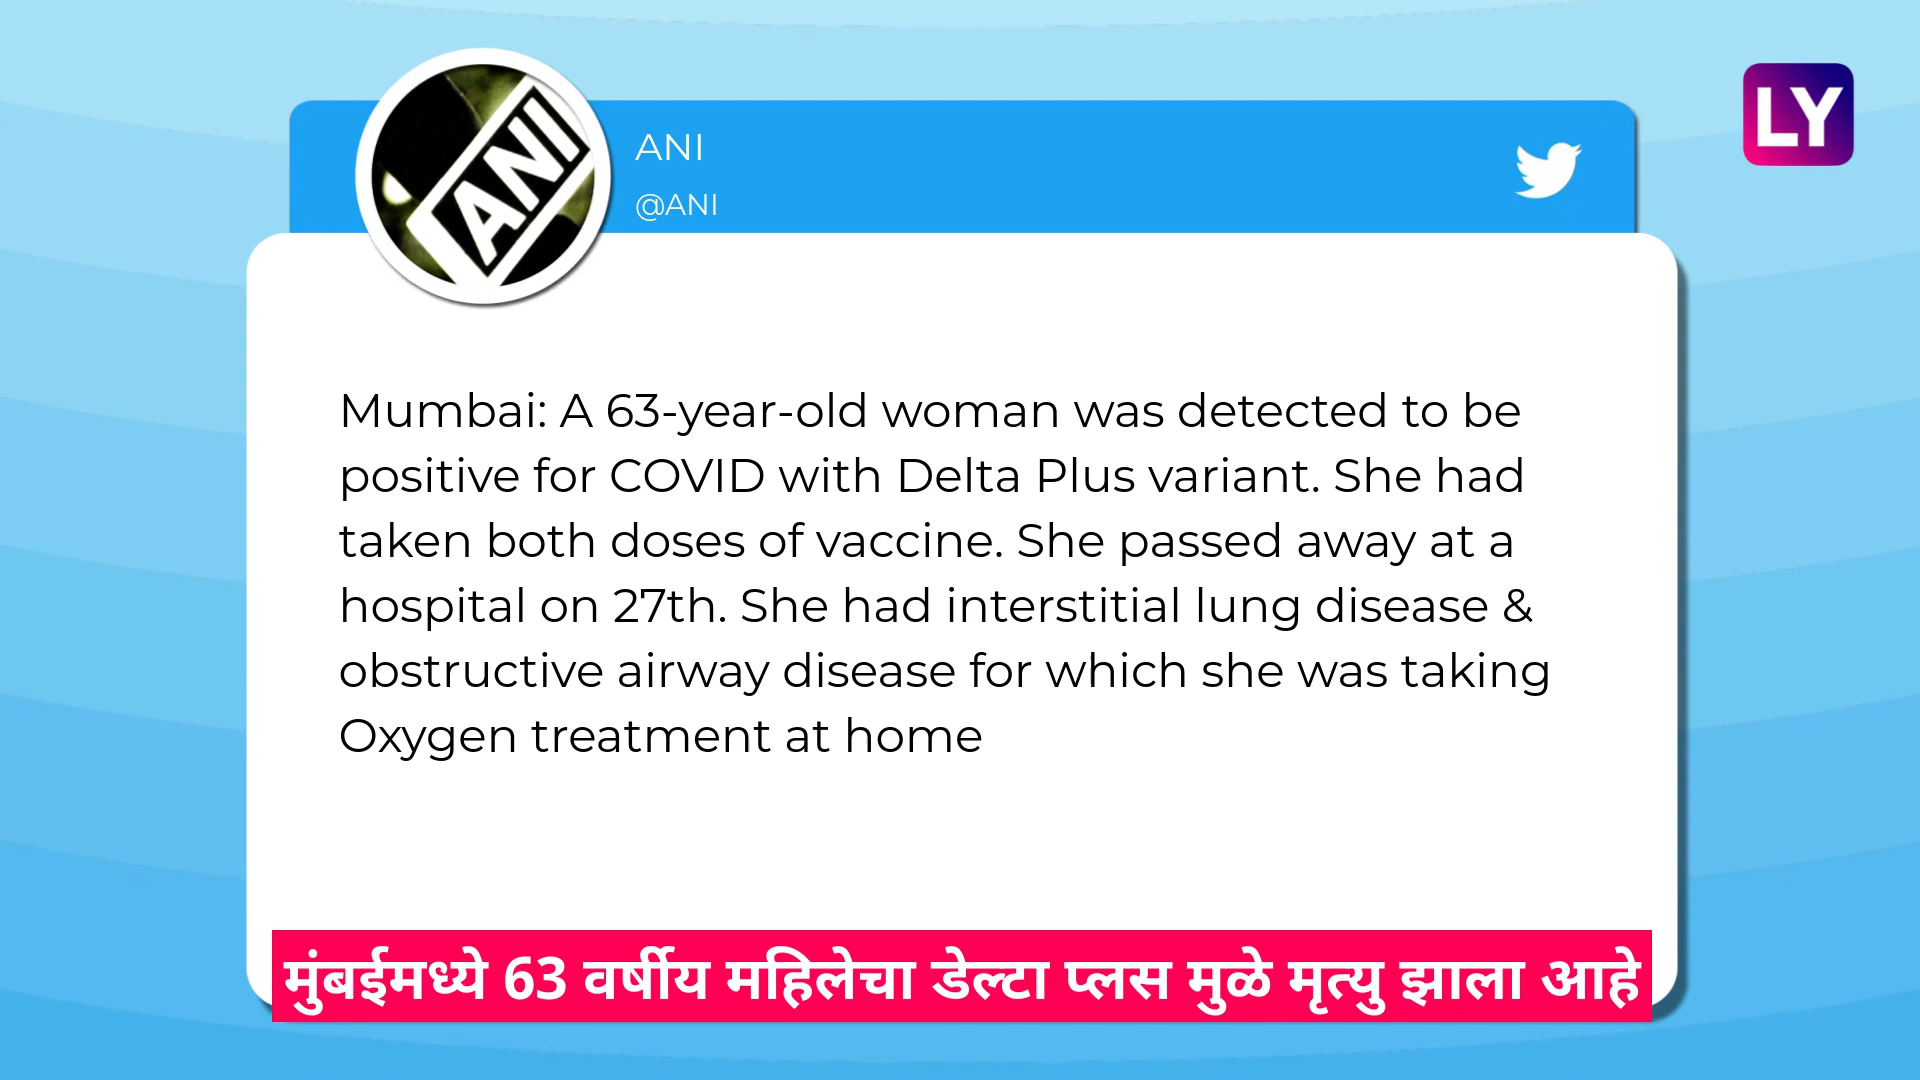 ANI
ANI
@ANI
LY
Mumbai: A 63-year-old woman was detected to be
positive for COVID with Delta Plus variant. She had
taken both doses of vaccine. She passed away at a
hospital on 27th. She had interstitial lung disease &
obstructive airway disease for which she was taking
Oxygen treatment at home
मुंबईमध्ये 63 वर्षीय महिलेचा डेल्टा प्लस मुळे मृत्यु झाला आहे